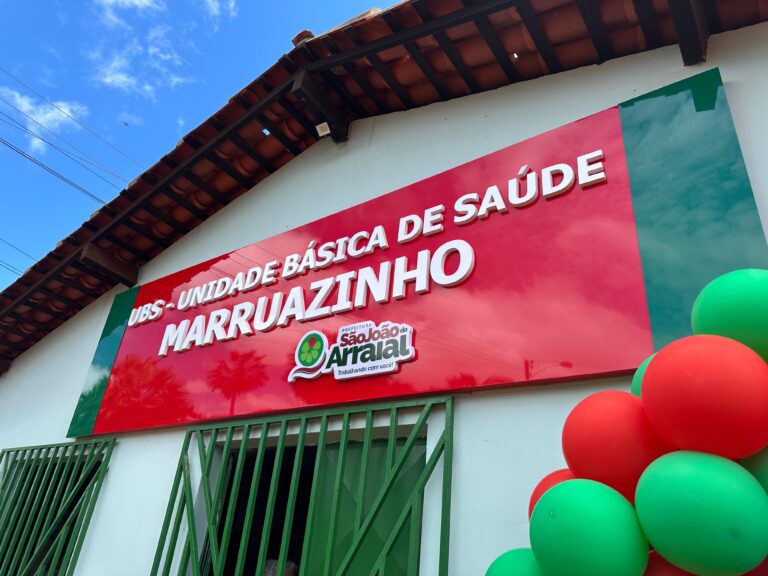 UBS - UNIDADE BÁSICA DE SAÚDE
MARRUAZINHO
PREFEITURA
São João do
Arraial
Trabalhando com você!